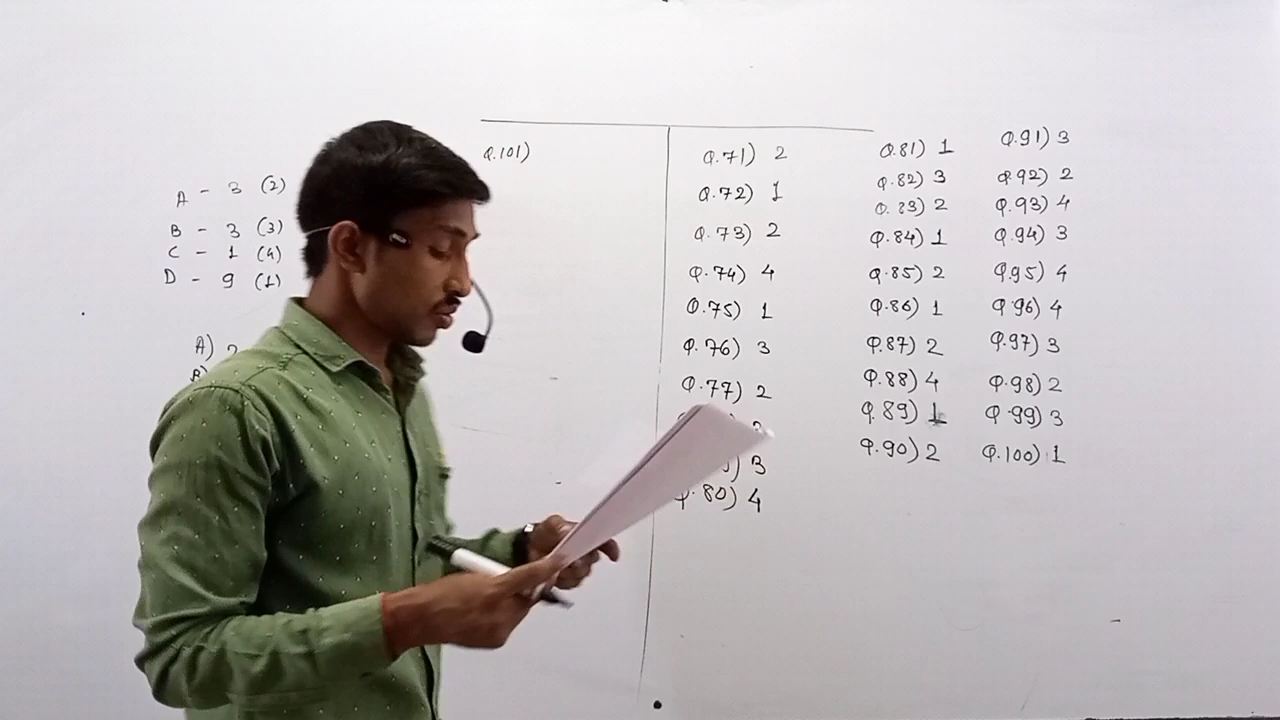 A - 3 (2)
B - 3 (3)
C - 1 (4)
D - 9 (1)
A) 2
B)
Q.101)
Q.71) 2
Q.72) 1
Q.73) 2
Q.74) 4
Q.75) 1
Q.76) 3
Q.77) 2
) 3
Q.80) 4
Q.81) 1
Q.82) 3
Q.83) 2
Q.84) 1
Q.85) 2
Q.86) 1
Q.87) 2
Q.88) 4
Q.89) 1
Q.90) 2
Q.91) 3
Q.92) 2
Q.93) 4
Q.94) 3
Q.95) 4
Q.96) 4
Q.97) 3
Q.98) 2
Q.99) 3
Q.100) 1